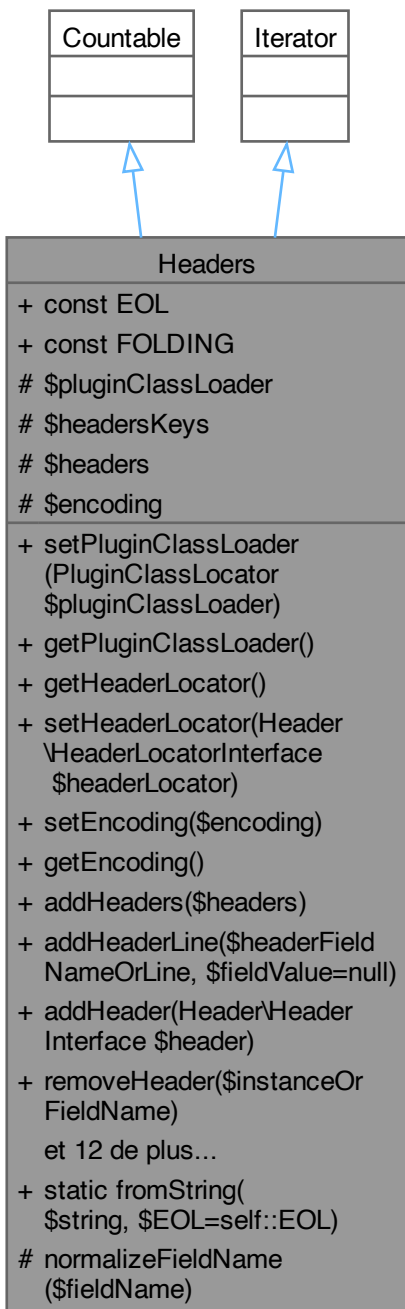 Countable
Iterator
Headers
+ const EOL
+ const FOLDING
# $pluginClassLoader
# $headersKeys
# $headers
# $encoding
+ setPluginClassLoader
(PluginClassLocator
$pluginClassLoader)
+ getPluginClassLoader()
+ getHeaderLocator()
+ setHeaderLocator(Header
\HeaderLocatorInterface
$headerLocator)
+ setEncoding($encoding)
+ getEncoding()
+ addHeaders($headers)
+ addHeaderLine($headerField
NameOrLine, $fieldValue=null)
+ addHeader(Header\Header
Interface $header)
+ removeHeader($instanceOr
FieldName)
et 12 de plus...
+ static fromString(
$string, $EOL=self::EOL)
# normalizeFieldName
($fieldName)